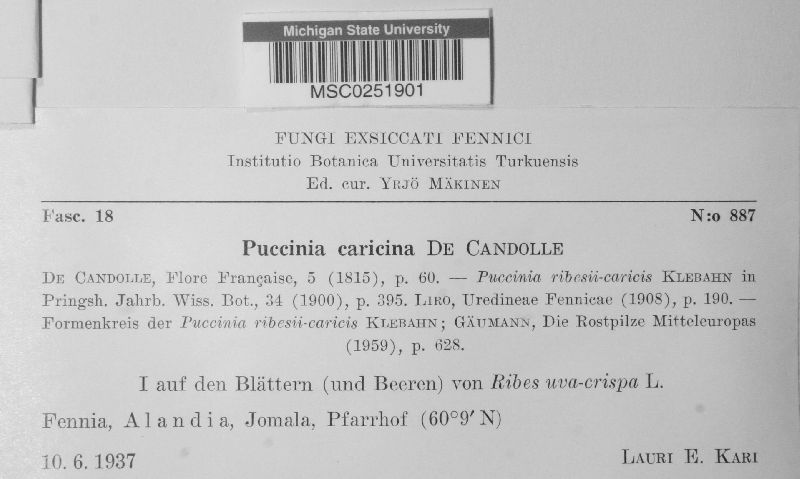 Michigan State University
MSC0251901
FUNGI EXSICCATI FENNICI
Institutio Botanica Universitatis Turkuensis
Ed. cur. YRJÖ MÄKINEN
Fasc. 18 N:o 887
Puccinia caricina DE CANDOLLE
DE CANDOLLE, Flore Française, 5 (1815), p. 60. — Puccinia ribesii-caricis KLEBAHN in
Pringsh. Jahrb. Wiss. Bot., 34 (1900), p. 395. LIRO, Uredineae Fennicae (1908), p. 190. —
Formenkreis der Puccinia ribesii-caricis KLEBAHN; GÄUMANN, Die Rostpilze Mitteleuropas
(1959), p. 628.
I auf den Blättern (und Beeren) von Ribes uva-crispa L.
Fennia, Alandia, Jomala, Pfarrhof (60°9′ N)
10. 6. 1937 LAURI E. KARI